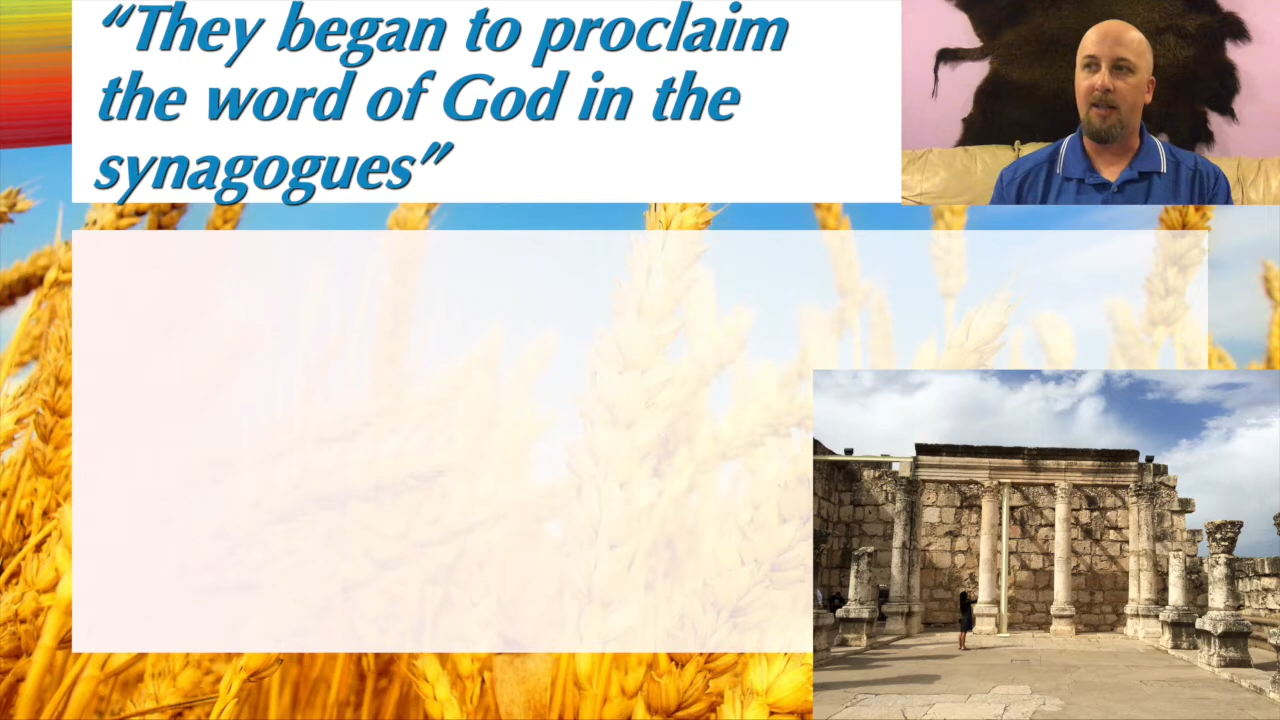 “They began to proclaim
the word of God in the
synagogues”